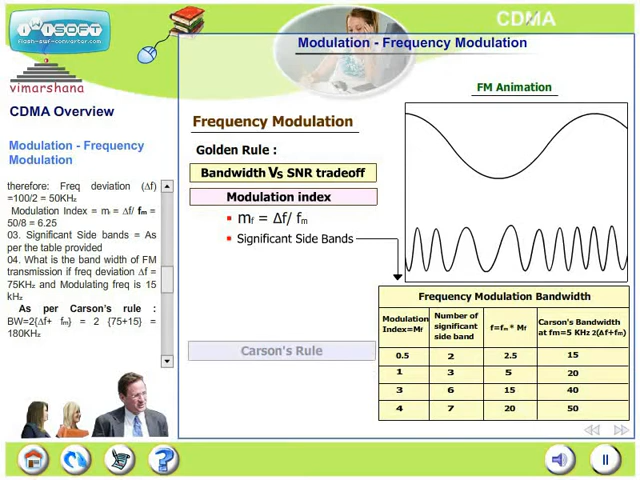 iWiSOFT
flash-swf-converter.com
CDMA
Modulation - Frequency Modulation
vimarshana
CDMA Overview
Modulation - Frequency
Modulation
therefore: Freq deviation (Δf)
=100/2 = 50KHz
Modulation Index = mf = Δf/ fm =
50/8 = 6.25
03. Significant Side bands = As
per the table provided
04. What is the band width of FM
transmission if freq deviation Δf =
75KHz and Modulating freq is 15
kHz
As per Carson's rule :
BW=2{Δf+ fm} = 2 {75+15} =
180KHz
FM Animation
Frequency Modulation
Golden Rule :
Bandwidth Vs SNR tradeoff
Modulation index
mf = Δf/ fm
Significant Side Bands
Carson's Rule
Frequency Modulation Bandwidth
Modulation Index=Mf
Number of significant side band
f=fm * Mf
Carson's Bandwidth at fm=5 KHz 2(Δf+fm)
0.5 2 2.5 15
1 3 5 20
3 6 15 40
4 7 20 50